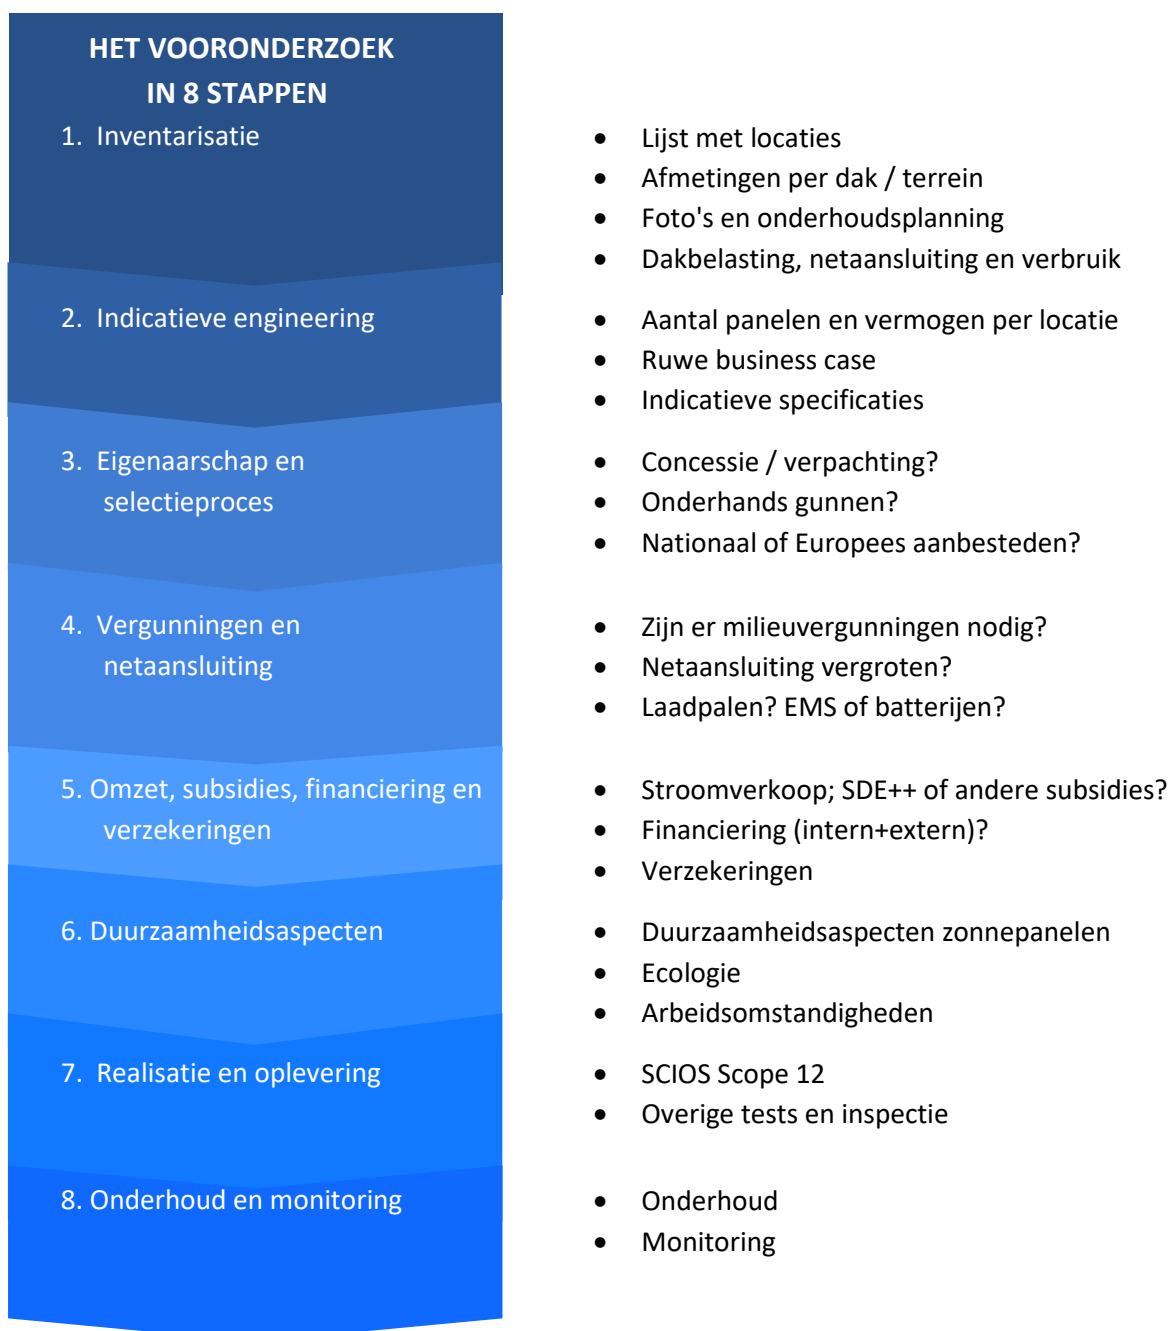 HET VOORONDERZOEK
IN 8 STAPPEN
1. Inventarisatie
• Lijst met locaties
• Afmetingen per dak / terrein
• Foto's en onderhoudsplanning
• Dakbelasting, netaansluiting en verbruik
2. Indicatieve engineering
• Aantal panelen en vermogen per locatie
• Ruwe business case
• Indicatieve specificaties
3. Eigenaarschap en
selectieproces
• Concessie / verpachting?
• Onderhands gunnen?
• Nationaal of Europees aanbesteden?
4. Vergunningen en
netaansluiting
• Zijn er milieuvergunningen nodig?
• Netaansluiting vergroten?
• Laadpalen? EMS of batterijen?
5. Omzet, subsidies, financiering en
verzekeringen
• Stroomverkoop; SDE++ of andere subsidies?
• Financiering (intern+extern)?
• Verzekeringen
6. Duurzaamheidsaspecten
• Duurzaamheidsaspecten zonnepanelen
• Ecologie
• Arbeidsomstandigheden
7. Realisatie en oplevering
• SCIOS Scope 12
• Overige tests en inspectie
8. Onderhoud en monitoring
• Onderhoud
• Monitoring